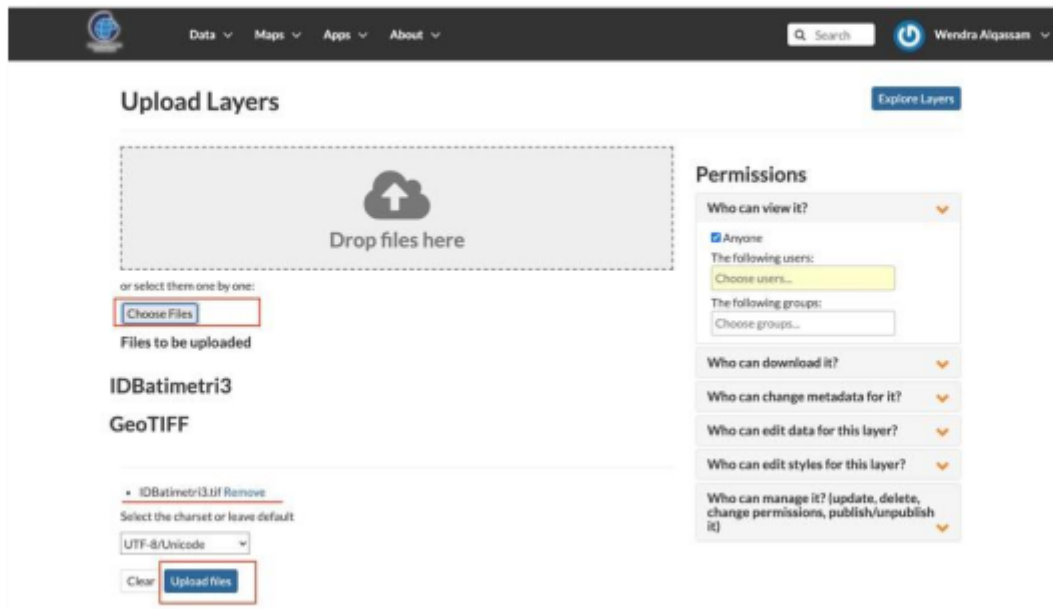 Data Maps Apps About Search Wendra Alqassam
Upload Layers
Explore Layers
Drop files here
or select them one by one:
Choose Files
Files to be uploaded
IDBatimetri3
GeoTIFF
IDBatimetri3.tif Remove
Select the charset or leave default
UTF-8/Unicode
Clear Upload files
Permissions
Who can view it?
Anyone
The following users:
Choose users...
The following groups:
Choose groups...
Who can download it?
Who can change metadata for it?
Who can edit data for this layer?
Who can edit styles for this layer?
Who can manage it? (update, delete,
change permissions, publish/unpublish
it)